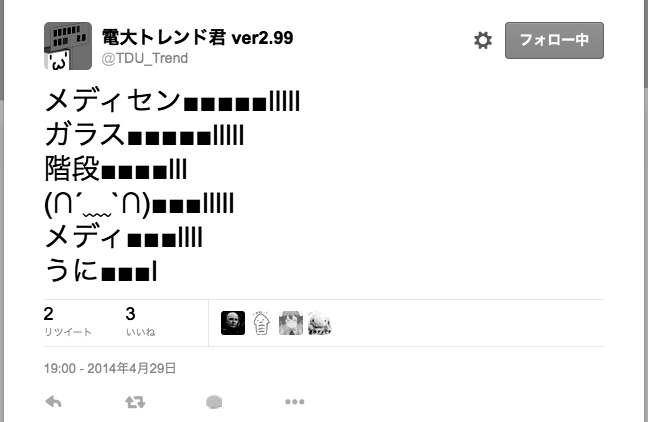 電大トレンド君 ver2.99
@TDU_Trend
フォロー中
メディセン■■■■■lllll
ガラス■■■■■lllll
階段■■■■lll
(∩´﹏`∩)■■■lllll
メディ■■■llll
うに■■■l
2 3
リツイート いいね
19:00 - 2014年4月29日